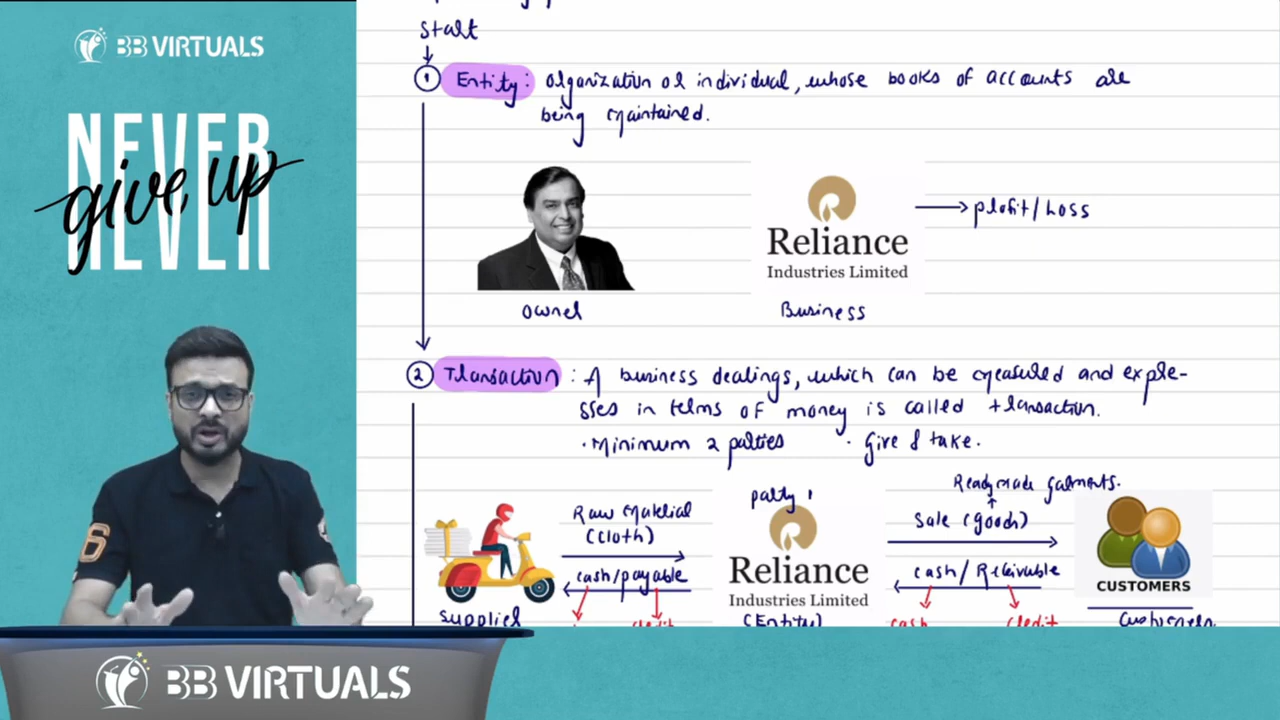 BB VIRTUALS
NEVER
give up
NEVER
start
1 Entity: organization or individual, whose books of accounts are
being maintained.
Reliance
Industries Limited
→ profit/Loss
owner
Business
2 Transaction: A business dealings, which can be measured and expre-
sses in terms of money is called transaction.
· Minimum 2 parties · Give & take.
Raw Material
(cloth)
cash/payable
supplier
party 1
Reliance
Industries Limited
(Entity)
Readymade garments.
Sale (goods)
cash/Receivable
cash
credit
CUSTOMERS
Customers
6
3
BB VIRTUALS